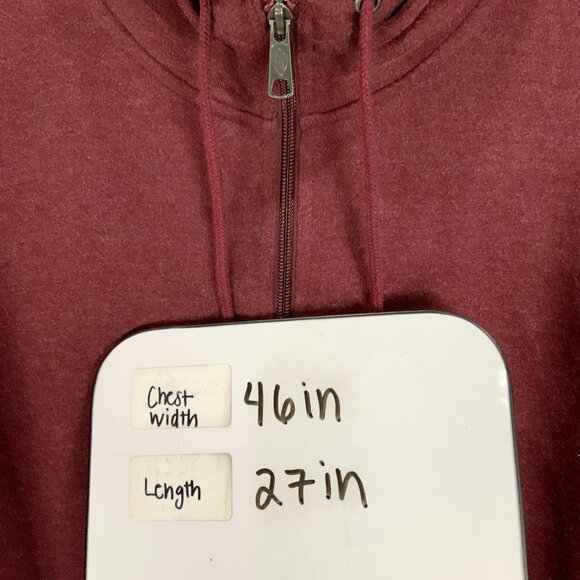 Chest
width
46in
Length
27in